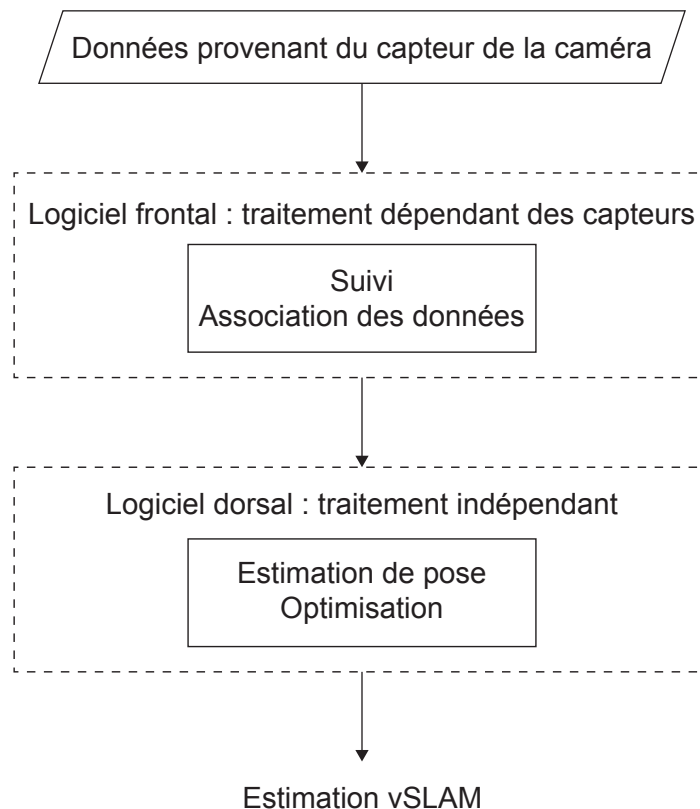 Données provenant du capteur de la caméra
Logiciel frontal : traitement dépendant des capteurs
Suivi
Association des données
Logiciel dorsal : traitement indépendant
Estimation de pose
Optimisation
Estimation vSLAM